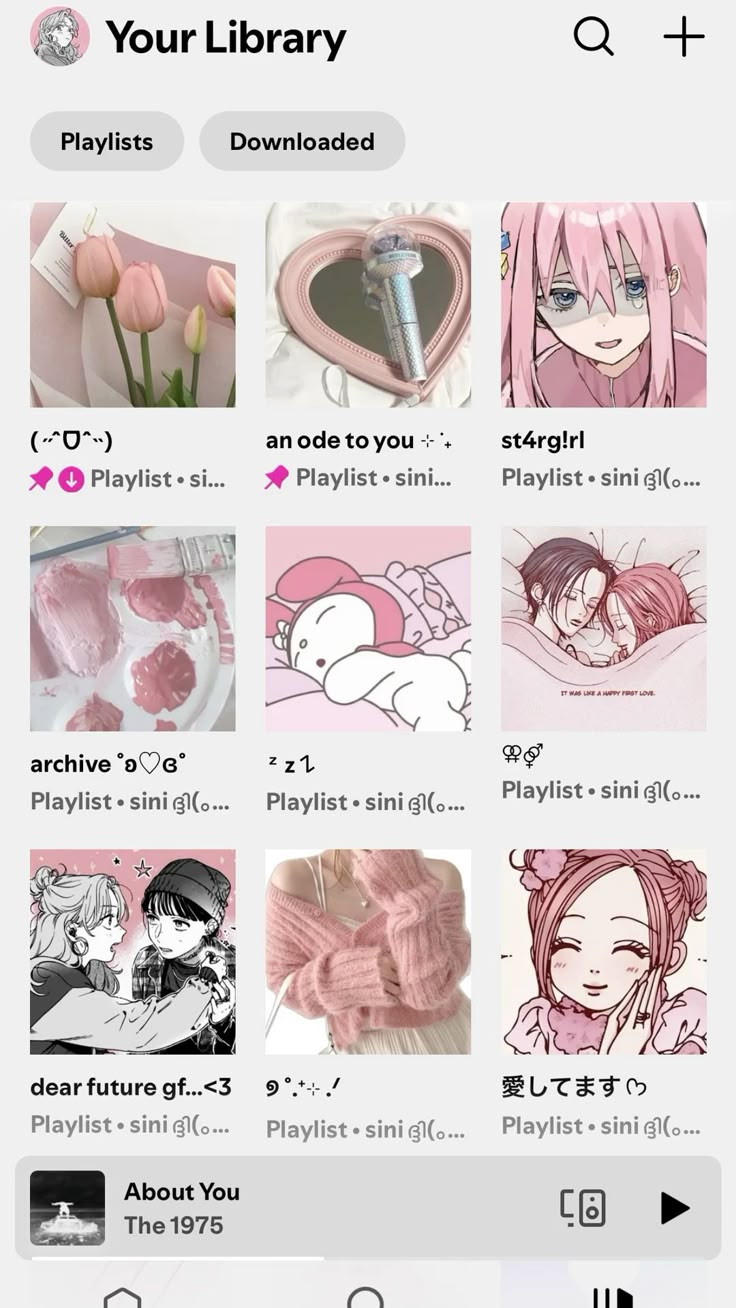 Your Library
Playlists
Downloaded
(˶ᵔᗜᵔ˶)
an ode to you ⊹ ˙₊
st4rg!rl
Playlist • si...
Playlist • sini...
Playlist • sini ദ്ദി(｡...
archive ˚ʚ♡ɞ˚
ᶻ z 𐰁
⚢⚤
Playlist • sini ദ്ദി(｡...
Playlist • sini ദ്ദി(｡...
Playlist • sini ദ്ദി(｡...
IT WAS LIKE A HAPPY FIRST LOVE.
dear future gf...<3
୨ ˚.⁺⊹ .ᐟ
愛してます ෆ
Playlist • sini ദ്ദി(｡...
Playlist • sini ദ്ദി(｡...
Playlist • sini ദ്ദി(｡...
About You
The 1975